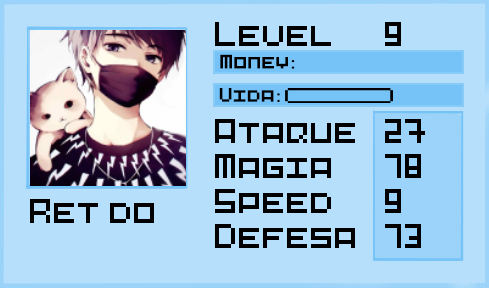 LEVEL 9
MONEY:
VIDA:
ATAQUE 27
MAGIA 78
SPEED 9
DEFESA 73
RET DO